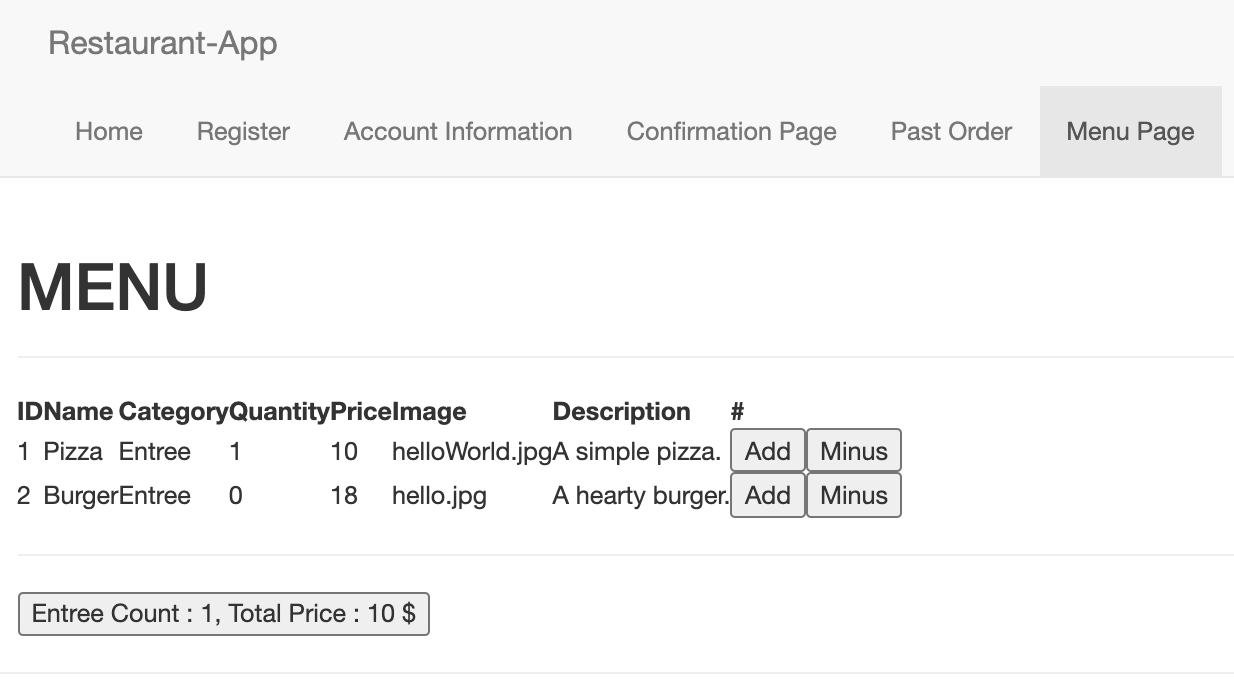 Restaurant-App
Home Register Account Information Confirmation Page Past Order Menu Page
MENU
ID Name Category Quantity Price Image Description #
1 Pizza Entree 1 10 helloWorld.jpg A simple pizza. Add Minus
2 Burger Entree 0 18 hello.jpg A hearty burger. Add Minus
Entree Count : 1, Total Price : 10 $